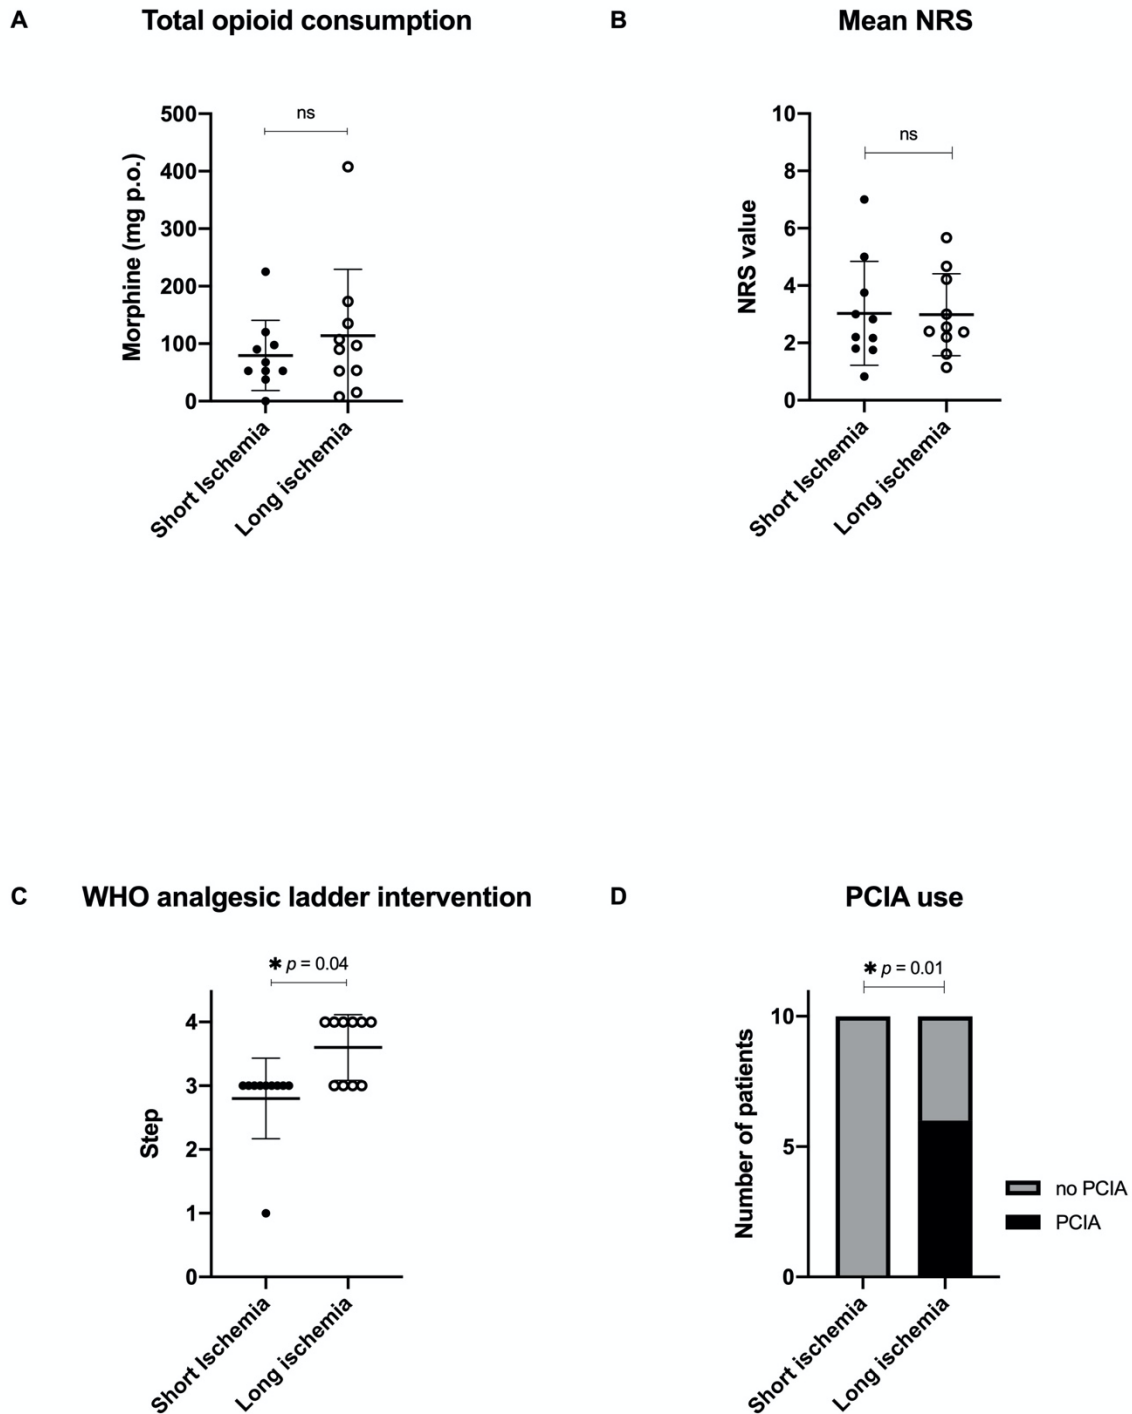 A
Total opioid consumption
Morphine (mg p.o.)
500
400
300
200
100
0
ns
Short Ischemia
Long ischemia
B
Mean NRS
NRS value
10
8
6
4
2
0
ns
Short Ischemia
Long ischemia
C
WHO analgesic ladder intervention
Step
4
3
2
1
0
* p = 0.04
Short Ischemia
Long ischemia
D
PCIA use
Number of patients
10
5
0
* p = 0.01
Short Ischemia
Long ischemia
no PCIA
PCIA